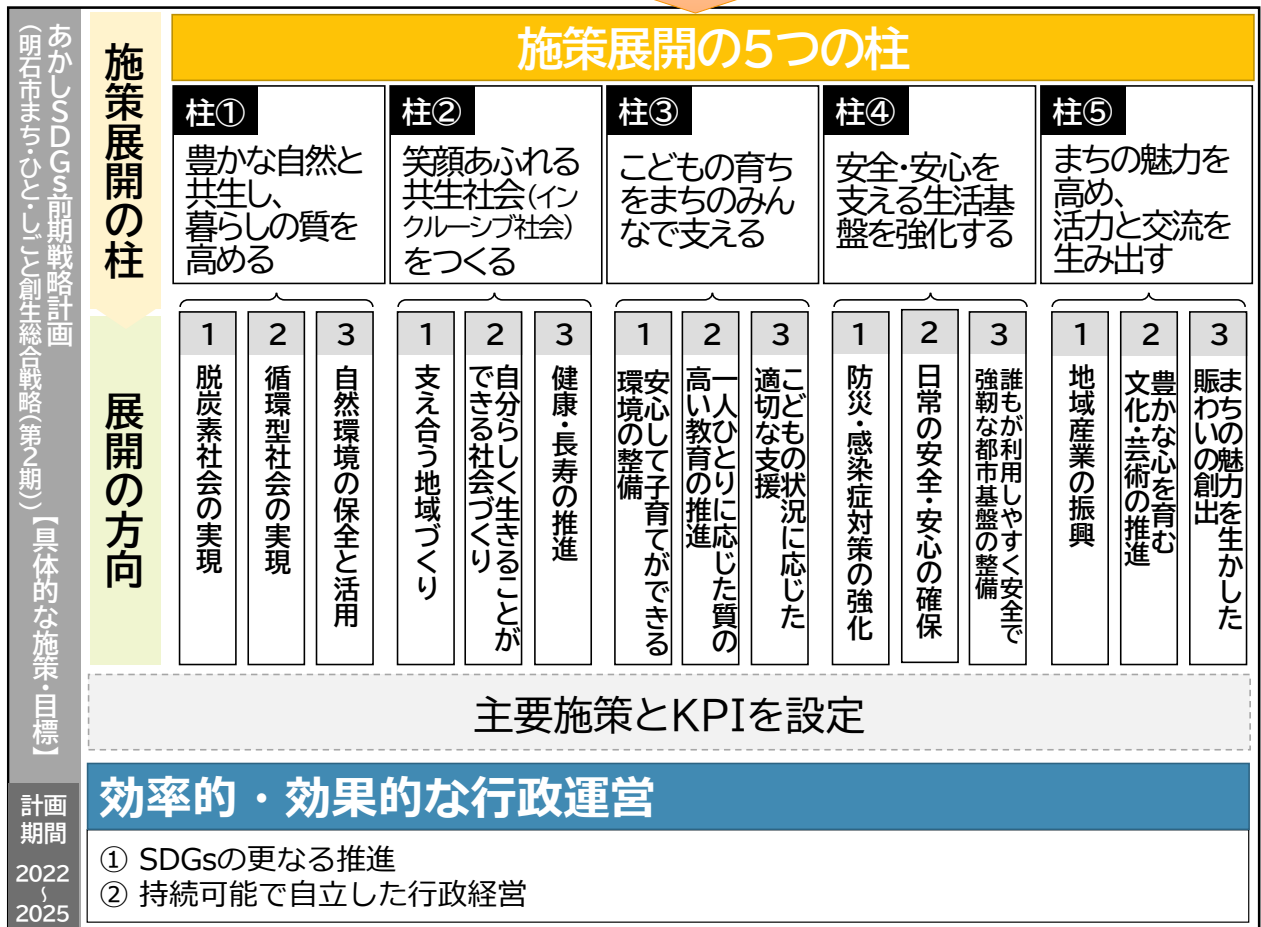 あかしSDGs前期戦略計画
(明石市まち・ひと・しごと創生総合戦略(第2期))【具体的な施策・目標】
計画
期間
2022
~
2025
施策展開の柱
展開の方向
施策展開の5つの柱
柱①
豊かな自然と
共生し、
暮らしの質を
高める
柱②
笑顔あふれる
共生社会(イン
クルーシブ社会)
をつくる
柱③
こどもの育ち
をまちのみん
なで支える
柱④
安全・安心を
支える生活基
盤を強化する
柱⑤
まちの魅力を
高め、
活力と交流を
生み出す
1
脱炭素社会の実現
2
循環型社会の実現
3
自然環境の保全と活用
1
支え合う地域づくり
2
自分らしく生きることが
できる社会づくり
3
健康・長寿の推進
1
安心して子育てができる
環境の整備
2
一人ひとりに応じた質の
高い教育の推進
3
こどもの状況に応じた
適切な支援
1
防災・感染症対策の強化
2
日常の安全・安心の確保
3
誰もが利用しやすく安全で
強靭な都市基盤の整備
1
地域産業の振興
2
豊かな心を育む
文化・芸術の推進
3
まちの魅力を生かした
賑わいの創出
主要施策とKPIを設定
効率的・効果的な行政運営
① SDGsの更なる推進
② 持続可能で自立した行政経営